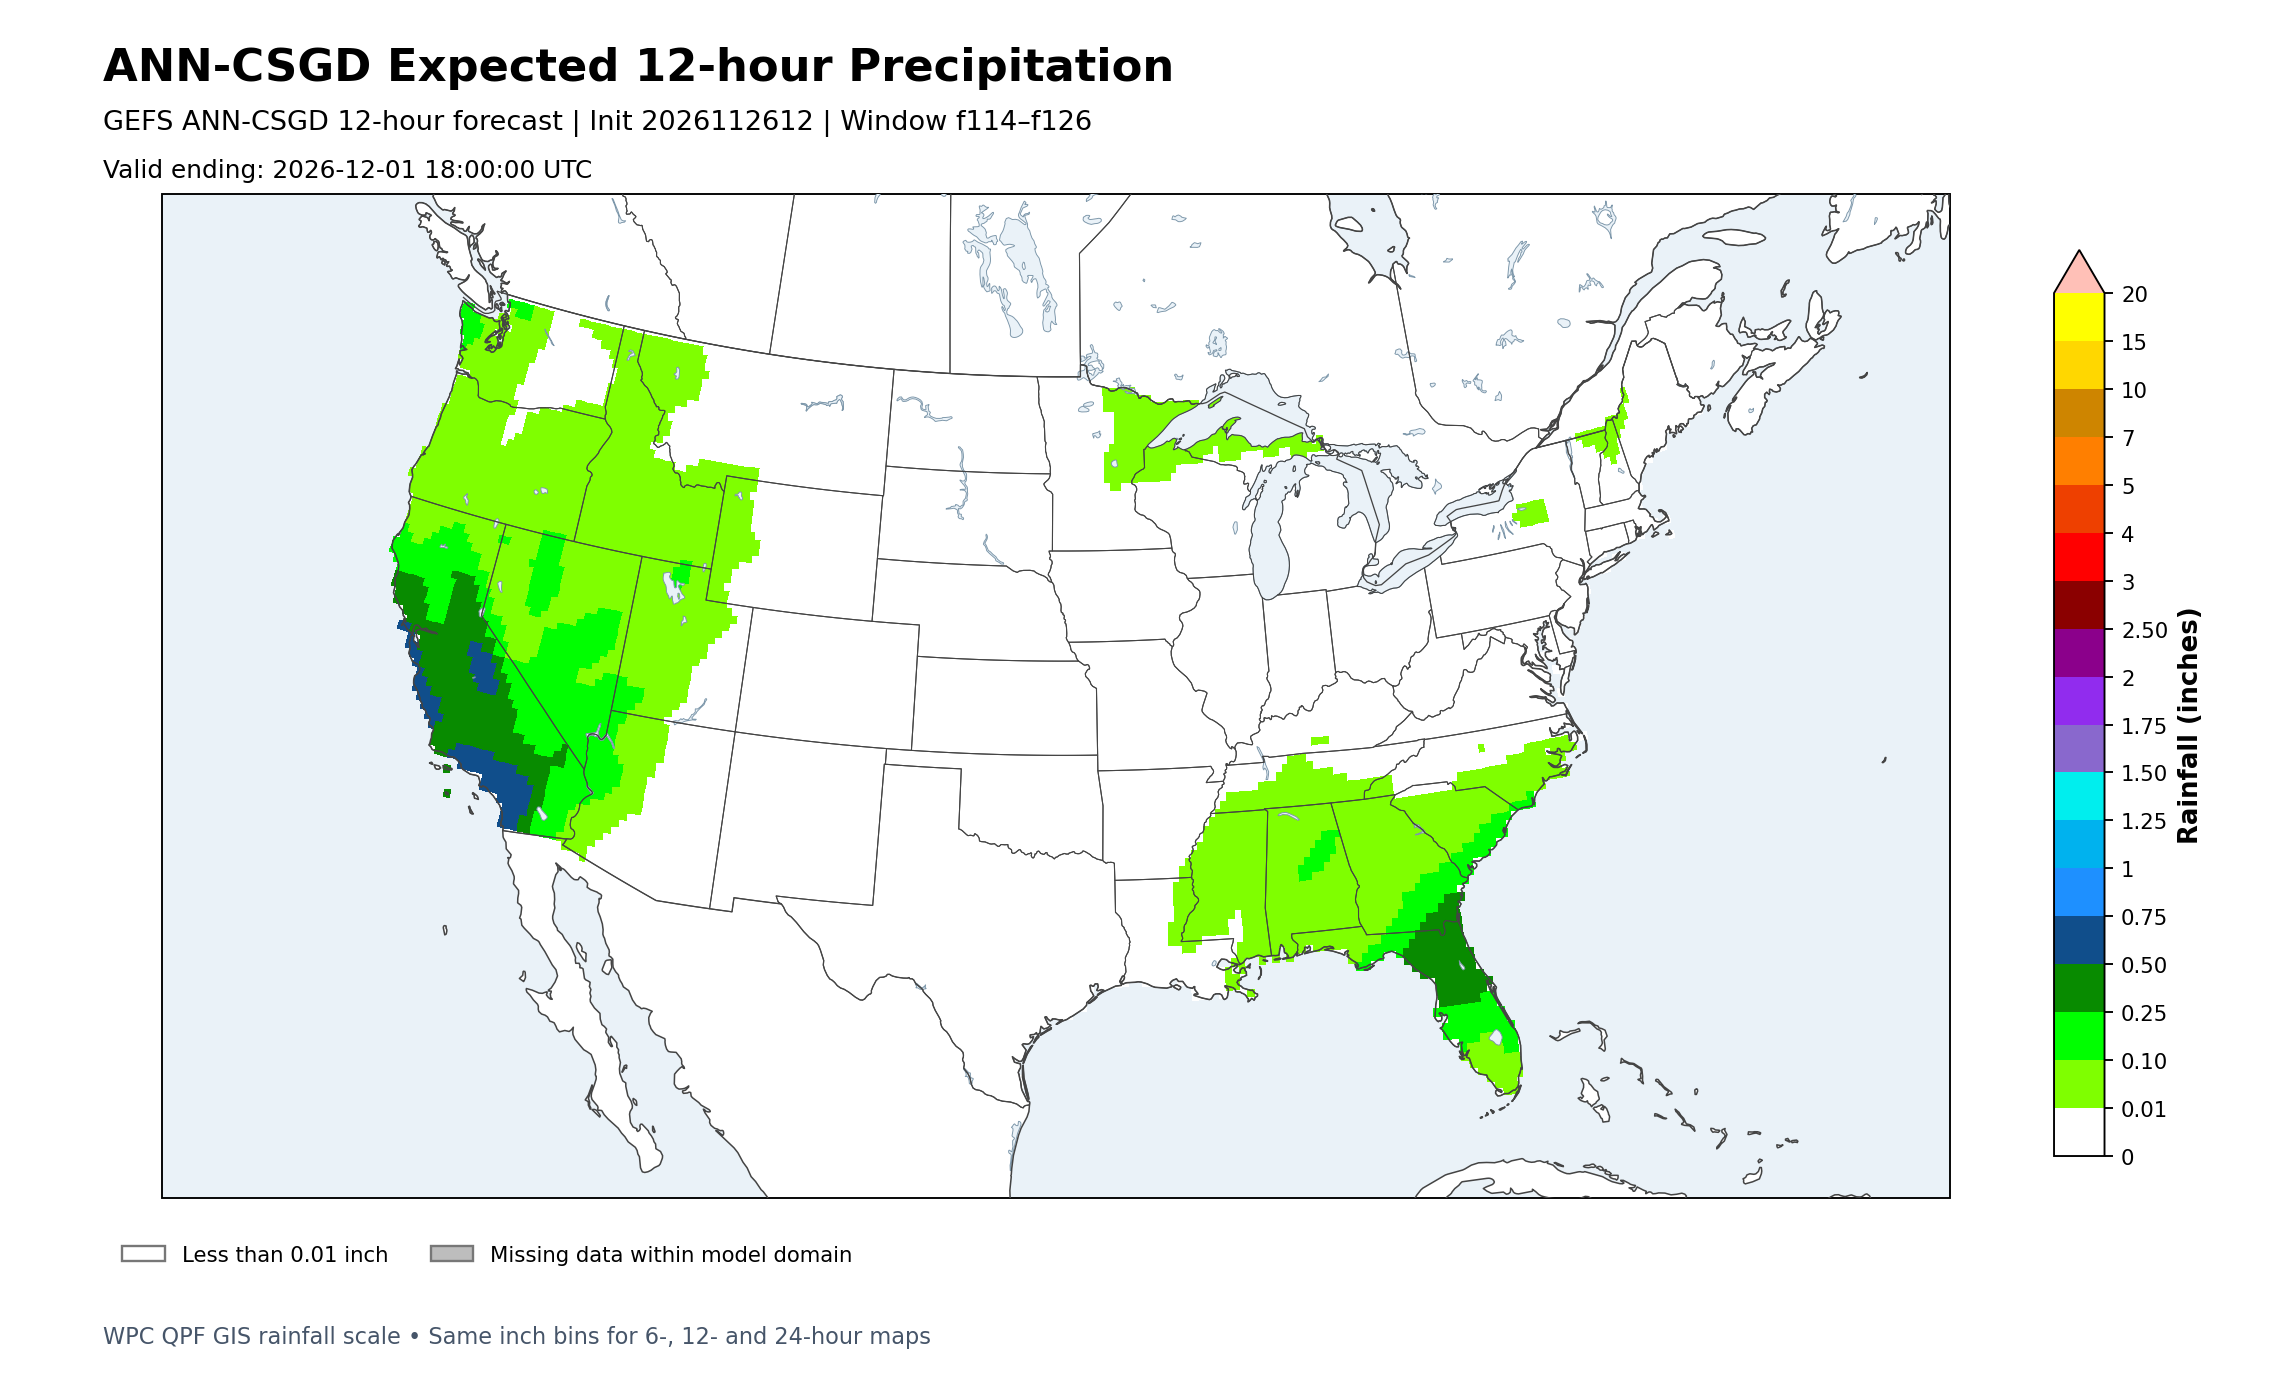 ANN-CSGD Expected 12-hour Precipitation
GEFS ANN-CSGD 12-hour forecast | Init 2026112612 | Window f114–f126
Valid ending: 2026-12-01 18:00:00 UTC
20
15
10
7
5
4
3
2.50
2
1.75
1.50
1.25
1
0.75
0.50
0.25
0.10
0.01
0
Rainfall (inches)
Less than 0.01 inch
Missing data within model domain
WPC QPF GIS rainfall scale • Same inch bins for 6-, 12- and 24-hour maps